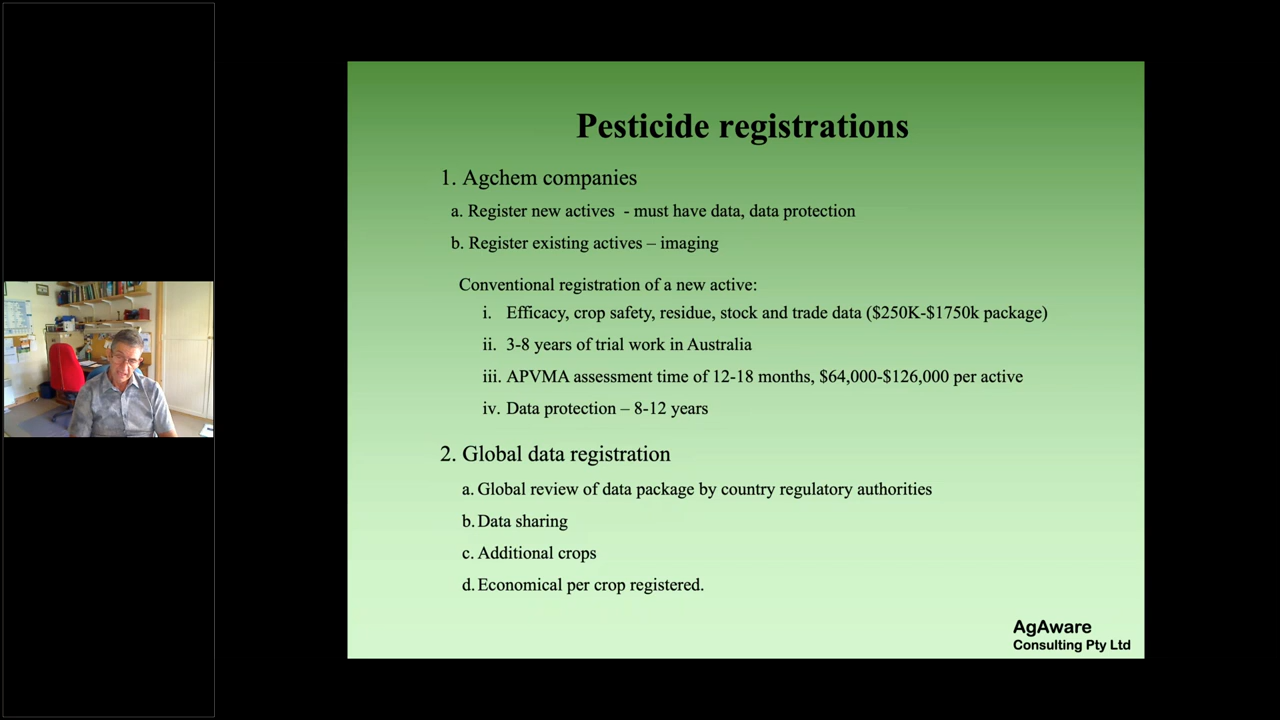 Pesticide registrations
1. Agchem companies
a. Register new actives - must have data, data protection
b. Register existing actives – imaging
Conventional registration of a new active:
i. Efficacy, crop safety, residue, stock and trade data ($250K-$1750k package)
ii. 3-8 years of trial work in Australia
iii. APVMA assessment time of 12-18 months, $64,000-$126,000 per active
iv. Data protection – 8-12 years
2. Global data registration
a. Global review of data package by country regulatory authorities
b. Data sharing
c. Additional crops
d. Economical per crop registered.
AgAware
Consulting Pty Ltd